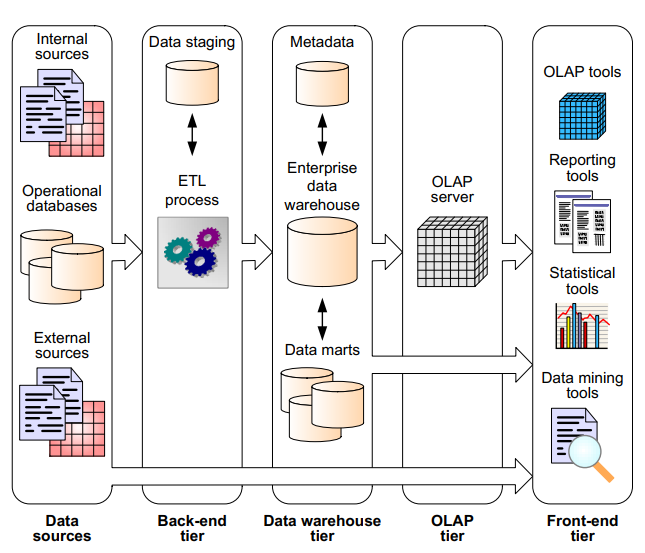 Internal
sources
Operational
databases
External
sources
Data
sources
Data staging
ETL
process
Back-end
tier
Metadata
Enterprise
data
warehouse
Data marts
Data warehouse
tier
OLAP
server
OLAP
tier
OLAP tools
Reporting
tools
Statistical
tools
Data mining
tools
Front-end
tier